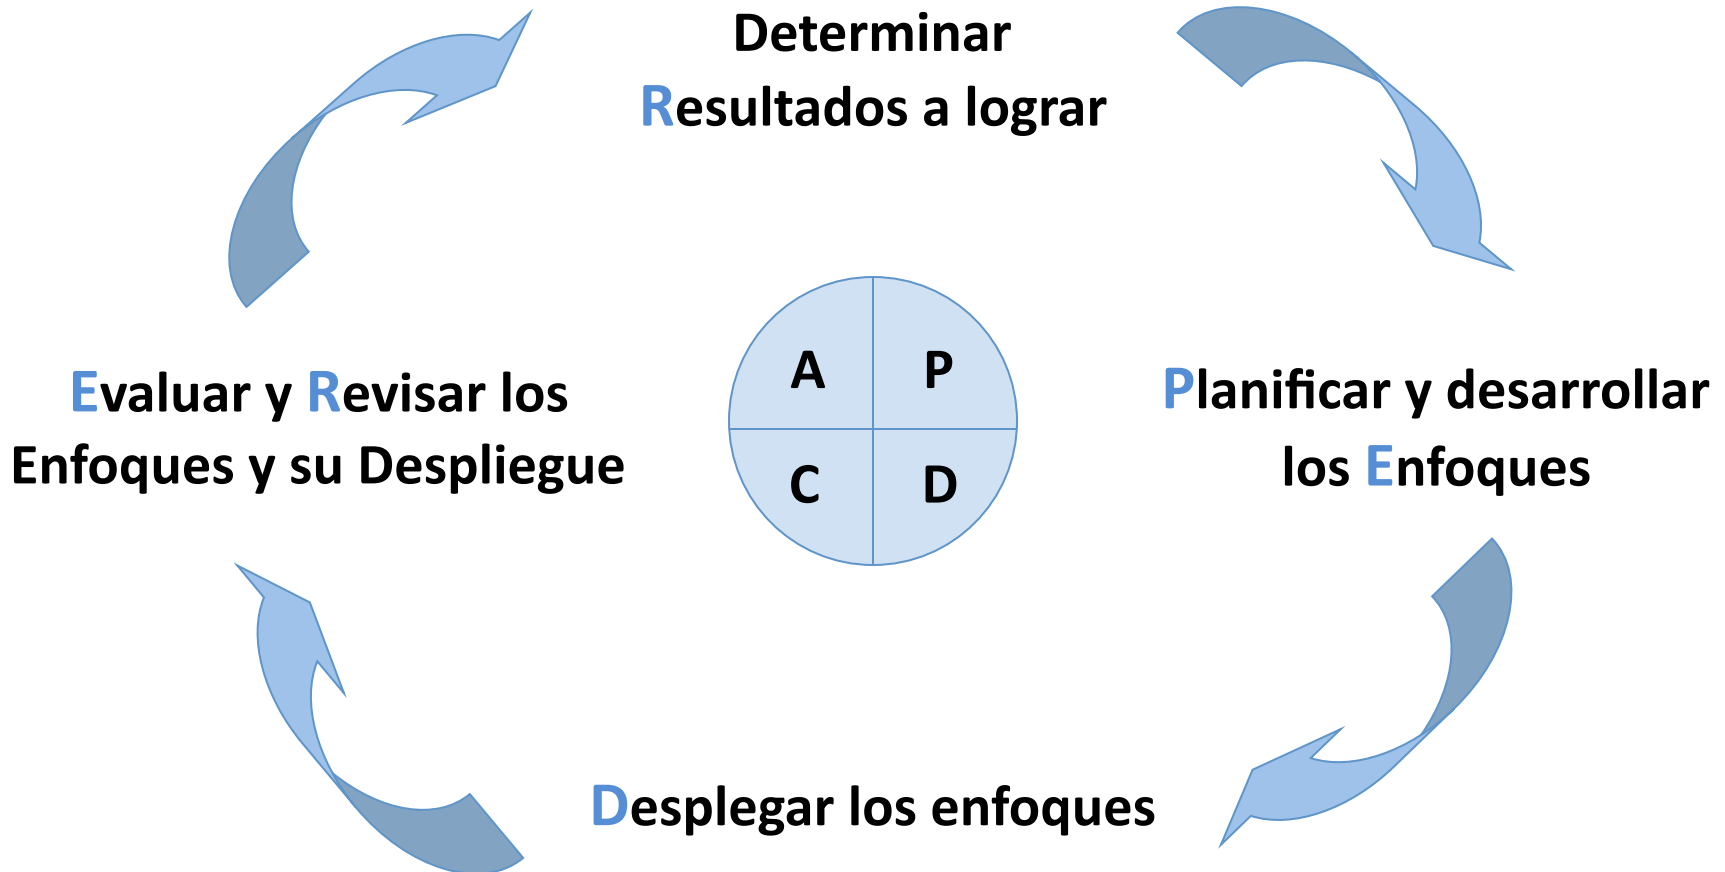 Determinar
Resultados a lograr
Evaluar y Revisar los
Enfoques y su Despliegue
A
P
C
D
Planificar y desarrollar
los Enfoques
Desplegar los enfoques